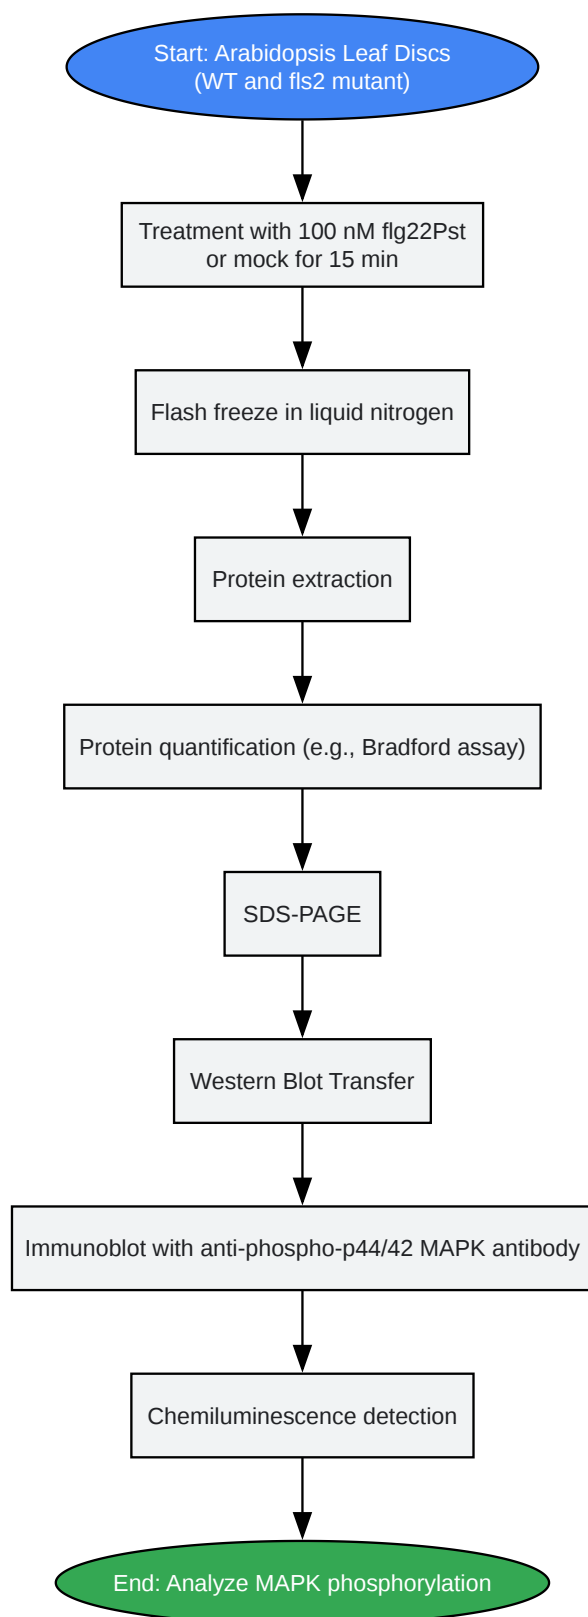 Start: Arabidopsis Leaf Discs
(WT and fls2 mutant)
Treatment with 100 nM flg22Pst
or mock for 15 min
Flash freeze in liquid nitrogen
Protein extraction
Protein quantification (e.g., Bradford assay)
SDS-PAGE
Western Blot Transfer
Immunoblot with anti-phospho-p44/42 MAPK antibody
Chemiluminescence detection
End: Analyze MAPK phosphorylation